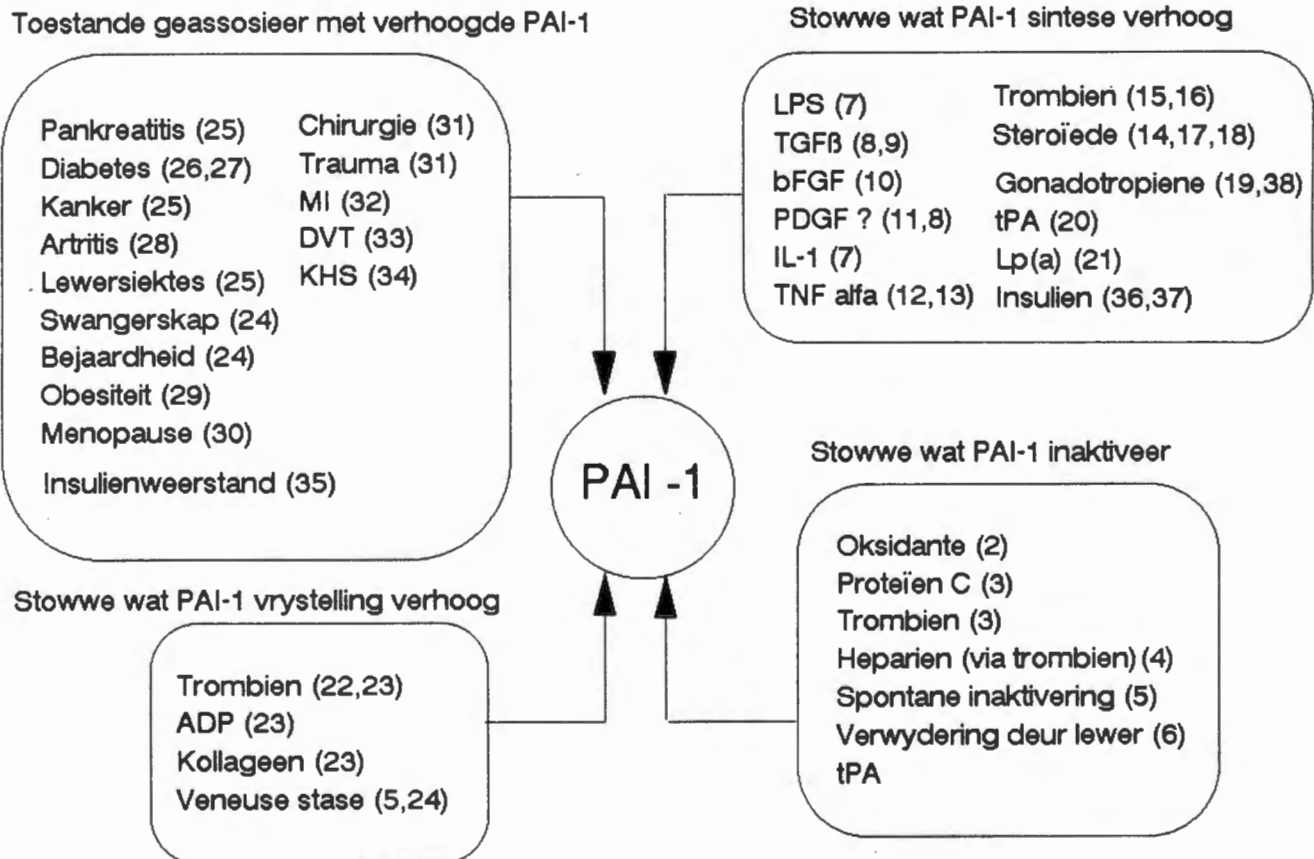 Toestande geassosieer met verhoogde PAI-1
Pankreatitis (25)
Diabetes (26,27)
Kanker (25)
Artritis (28)
Lewersiektes (25)
Swangerskap (24)
Bejaardheid (24)
Obesiteit (29)
Menopause (30)
Insulienweerstand (35)
Chirurgie (31)
Trauma (31)
MI (32)
DVT (33)
KHS (34)
Stowwe wat PAI-1 sintese verhoog
LPS (7)
TGFß (8,9)
bFGF (10)
PDGF ? (11,8)
IL-1 (7)
TNF alfa (12,13)
Trombien (15,16)
Steroïede (14,17,18)
Gonadotropiene (19,38)
tPA (20)
Lp(a) (21)
Insulien (36,37)
PAI -1
Stowwe wat PAI-1 vrystelling verhoog
Trombien (22,23)
ADP (23)
Kollageen (23)
Veneuse stase (5,24)
Stowwe wat PAI-1 inaktiveer
Oksidante (2)
Proteïen C (3)
Trombien (3)
Heparien (via trombien) (4)
Spontane inaktivering (5)
Verwydering deur lewer (6)
tPA